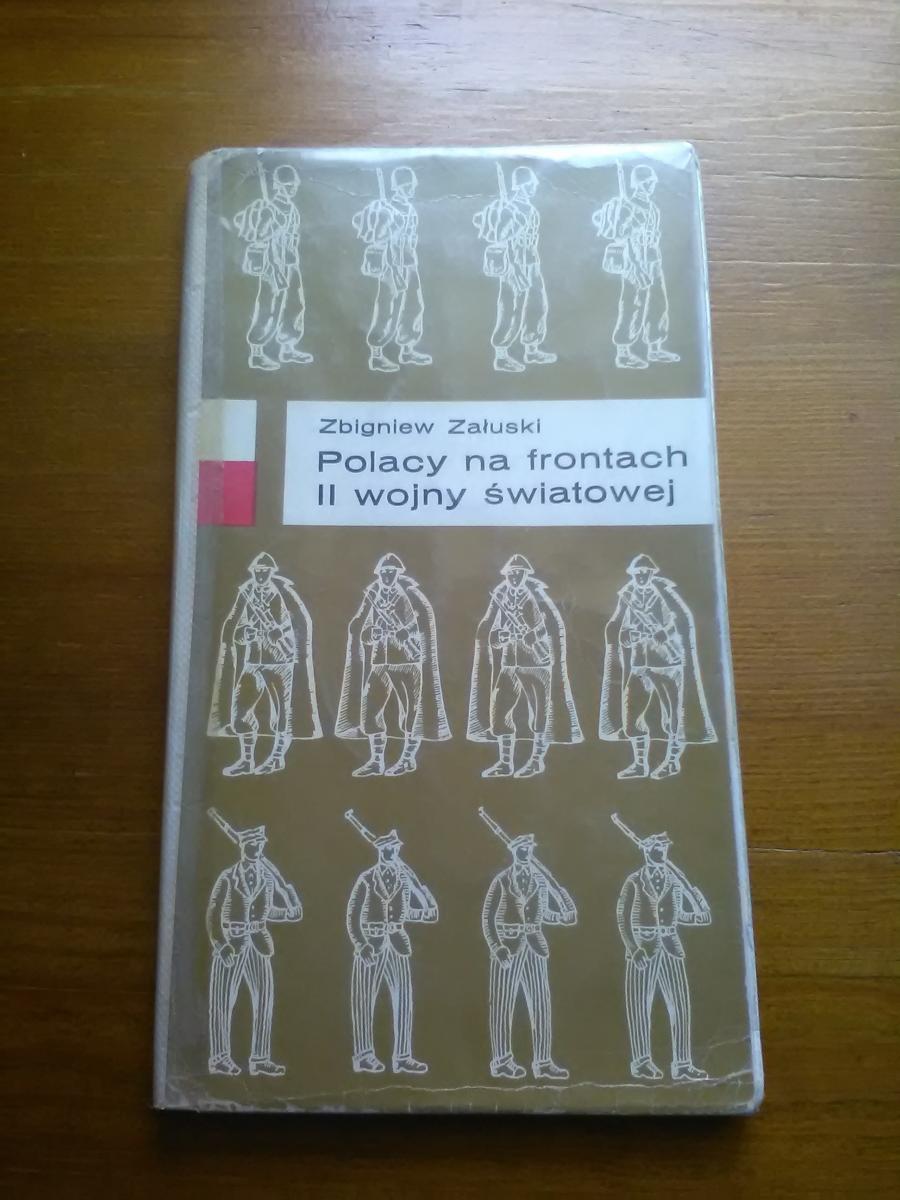 Zbigniew Załuski
Polacy na frontach
II wojny światowej